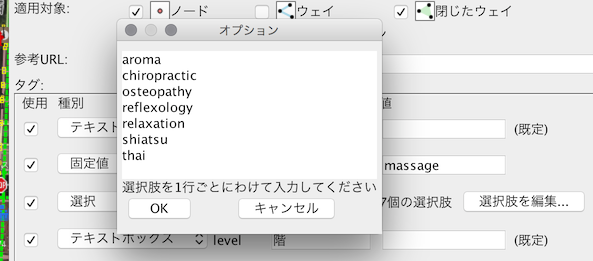 適用対象: ノード ウェイ 閉じたウェイ
オプション
参考URL:
aroma
chiropractic
osteopathy
reflexology
relaxation
shiatsu
thai
選択肢を1行ごとにわけて入力してください
OK キャンセル
タグ:
使用 種別 値
テキスト (既定)
固定値 massage
選択 7個の選択肢 選択肢を編集...
テキストボックス level 階 (既定)